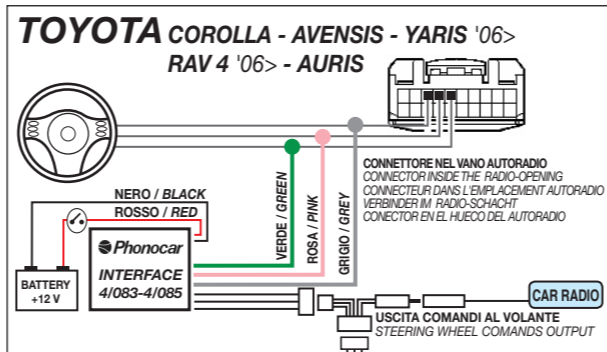 TOYOTA COROLLA - AVENSIS - YARIS '06>
RAV 4 '06> - AURIS
CONNETTORE NEL VANO AUTORADIO
CONNECTOR INSIDE THE RADIO-OPENING
CONNECTEUR DANS L'EMPLACEMENT AUTORADIO
VERBINDER IM RADIO-SCHACHT
CONECTOR EN EL HUECO DEL AUTORADIO
NERO / BLACK
ROSSO / RED
VERDE / GREEN
ROSA / PINK
GRIGIO / GREY
Phonocar
INTERFACE
4/083-4/085
BATTERY
+12 V
CAR RADIO
USCITA COMANDI AL VOLANTE
STEERING WHEEL COMANDS OUTPUT